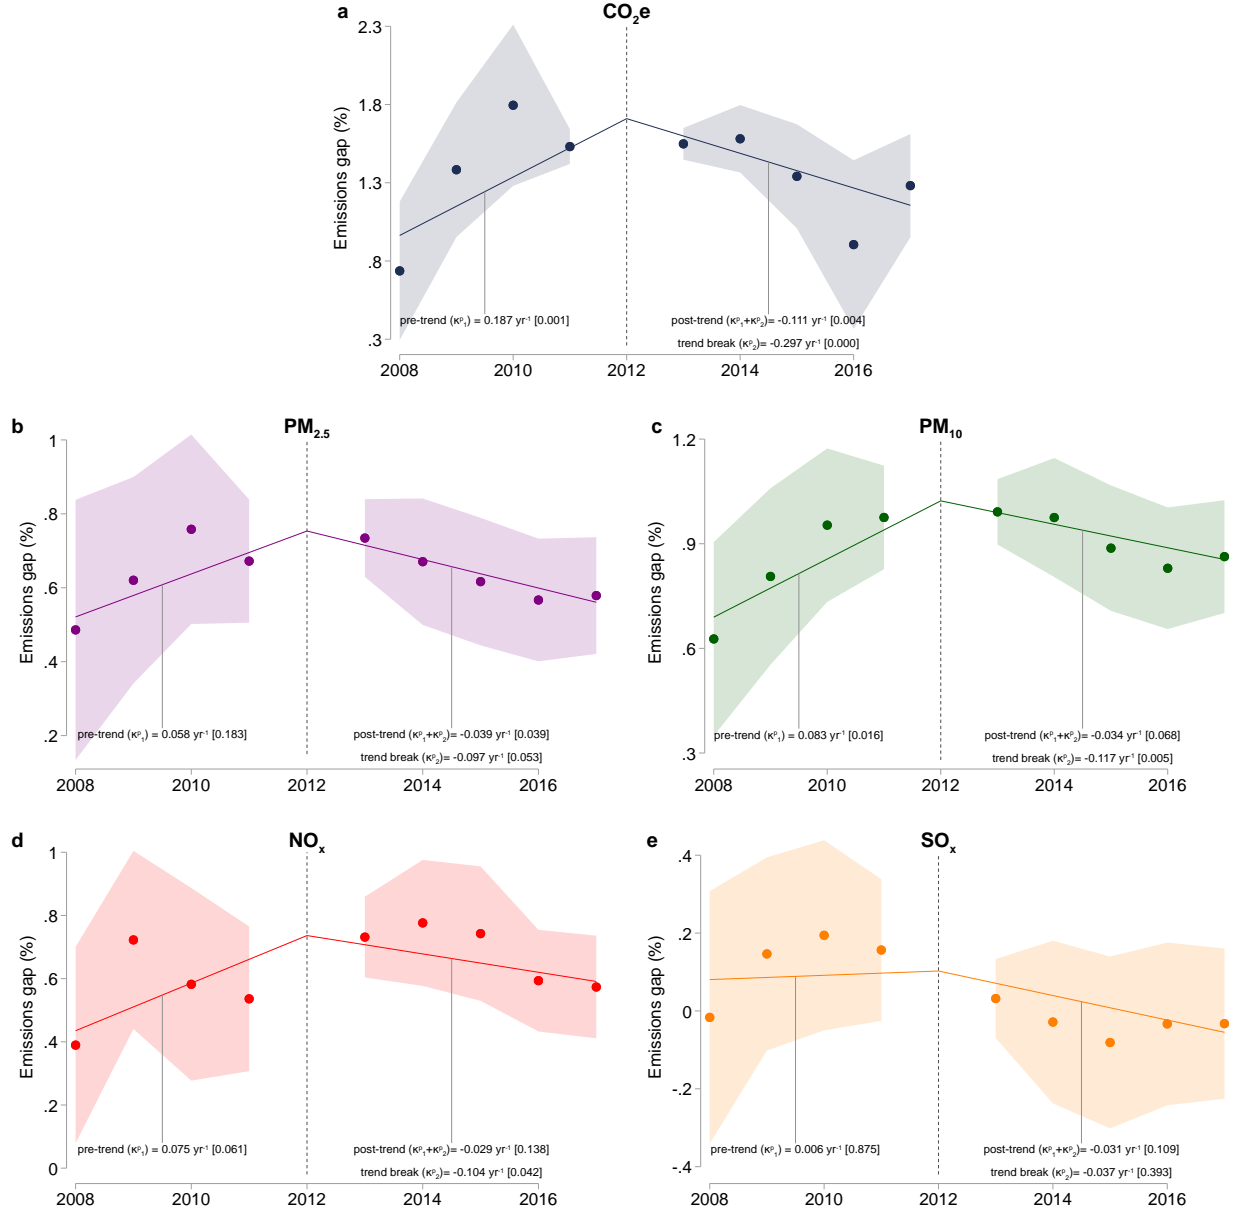 a
CO₂e
Emissions gap (%)
2.3
1.8
1.3
.8
.3
pre-trend (κᵖ₁) = 0.187 yr⁻¹ [0.001]
post-trend (κᵖ₁+κᵖ₂)= -0.111 yr⁻¹ [0.004]
trend break (κᵖ₂)= -0.297 yr⁻¹ [0.000]
2008 2010 2012 2014 2016
b
PM₂.₅
Emissions gap (%)
1
.8
.6
.4
.2
pre-trend (κᵖ₁) = 0.058 yr⁻¹ [0.183]
post-trend (κᵖ₁+κᵖ₂)= -0.039 yr⁻¹ [0.039]
trend break (κᵖ₂)= -0.097 yr⁻¹ [0.053]
2008 2010 2012 2014 2016
c
PM₁₀
Emissions gap (%)
1.2
.9
.6
.3
pre-trend (κᵖ₁) = 0.083 yr⁻¹ [0.016]
post-trend (κᵖ₁+κᵖ₂)= -0.034 yr⁻¹ [0.068]
trend break (κᵖ₂)= -0.117 yr⁻¹ [0.005]
2008 2010 2012 2014 2016
d
NOₓ
Emissions gap (%)
1
.8
.6
.4
.2
0
pre-trend (κᵖ₁) = 0.075 yr⁻¹ [0.061]
post-trend (κᵖ₁+κᵖ₂)= -0.029 yr⁻¹ [0.138]
trend break (κᵖ₂)= -0.104 yr⁻¹ [0.042]
2008 2010 2012 2014 2016
e
SOₓ
Emissions gap (%)
.4
.2
0
-.2
-.4
pre-trend (κᵖ₁) = 0.006 yr⁻¹ [0.875]
post-trend (κᵖ₁+κᵖ₂)= -0.031 yr⁻¹ [0.109]
trend break (κᵖ₂)= -0.037 yr⁻¹ [0.393]
2008 2010 2012 2014 2016